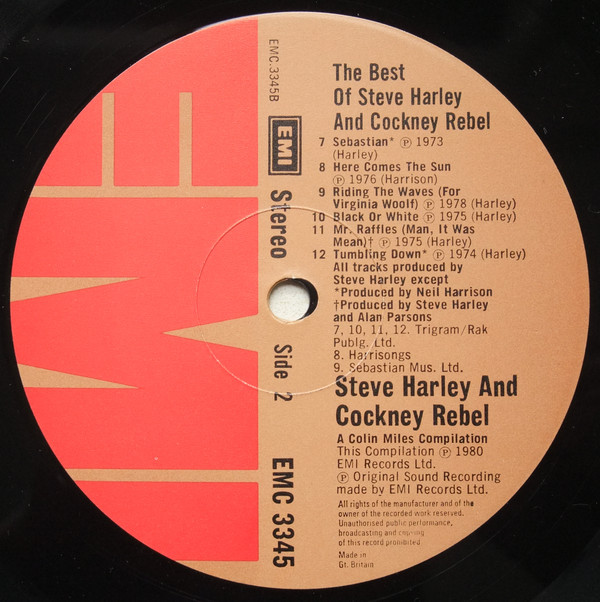 EMC.3345B
EMI
Stereo
Side 2
EMC 3345
The Best
Of Steve Harley
And Cockney Rebel
7 Sebastian* ℗ 1973
(Harley)
8 Here Comes The Sun
℗ 1976 (Harrison)
9 Riding The Waves (For
Virginia Woolf) ℗ 1978 (Harley)
10 Black Or White ℗ 1975 (Harley)
11 Mr. Raffles (Man, It Was
Mean)† ℗ 1975 (Harley)
12 Tumbling Down* ℗ 1974 (Harley)
All tracks produced by
Steve Harley except
*Produced by Neil Harrison
†Produced by Steve Harley
and Alan Parsons
7, 10, 11, 12. Trigram/Rak
Publg. Ltd.
8. Harrisongs
9. Sebastian Mus. Ltd.
Steve Harley And
Cockney Rebel
A Colin Miles Compilation
This Compilation ℗ 1980
EMI Records Ltd.
℗ Original Sound Recording
made by EMI Records Ltd.
All rights of the manufacturer and of the
owner of the recorded work reserved.
Unauthorised public performance,
broadcasting and copying
of this record prohibited
Made in
Gt. Britain